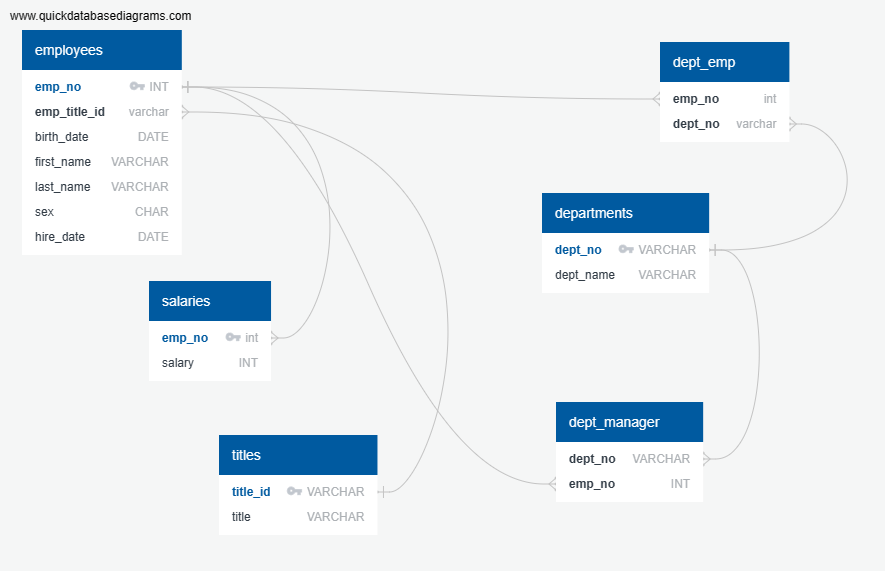 www.quickdatabasediagrams.com
employees
emp_no INT
emp_title_id varchar
birth_date DATE
first_name VARCHAR
last_name VARCHAR
sex CHAR
hire_date DATE
dept_emp
emp_no int
dept_no varchar
departments
dept_no VARCHAR
dept_name VARCHAR
salaries
emp_no int
salary INT
dept_manager
dept_no VARCHAR
emp_no INT
titles
title_id VARCHAR
title VARCHAR